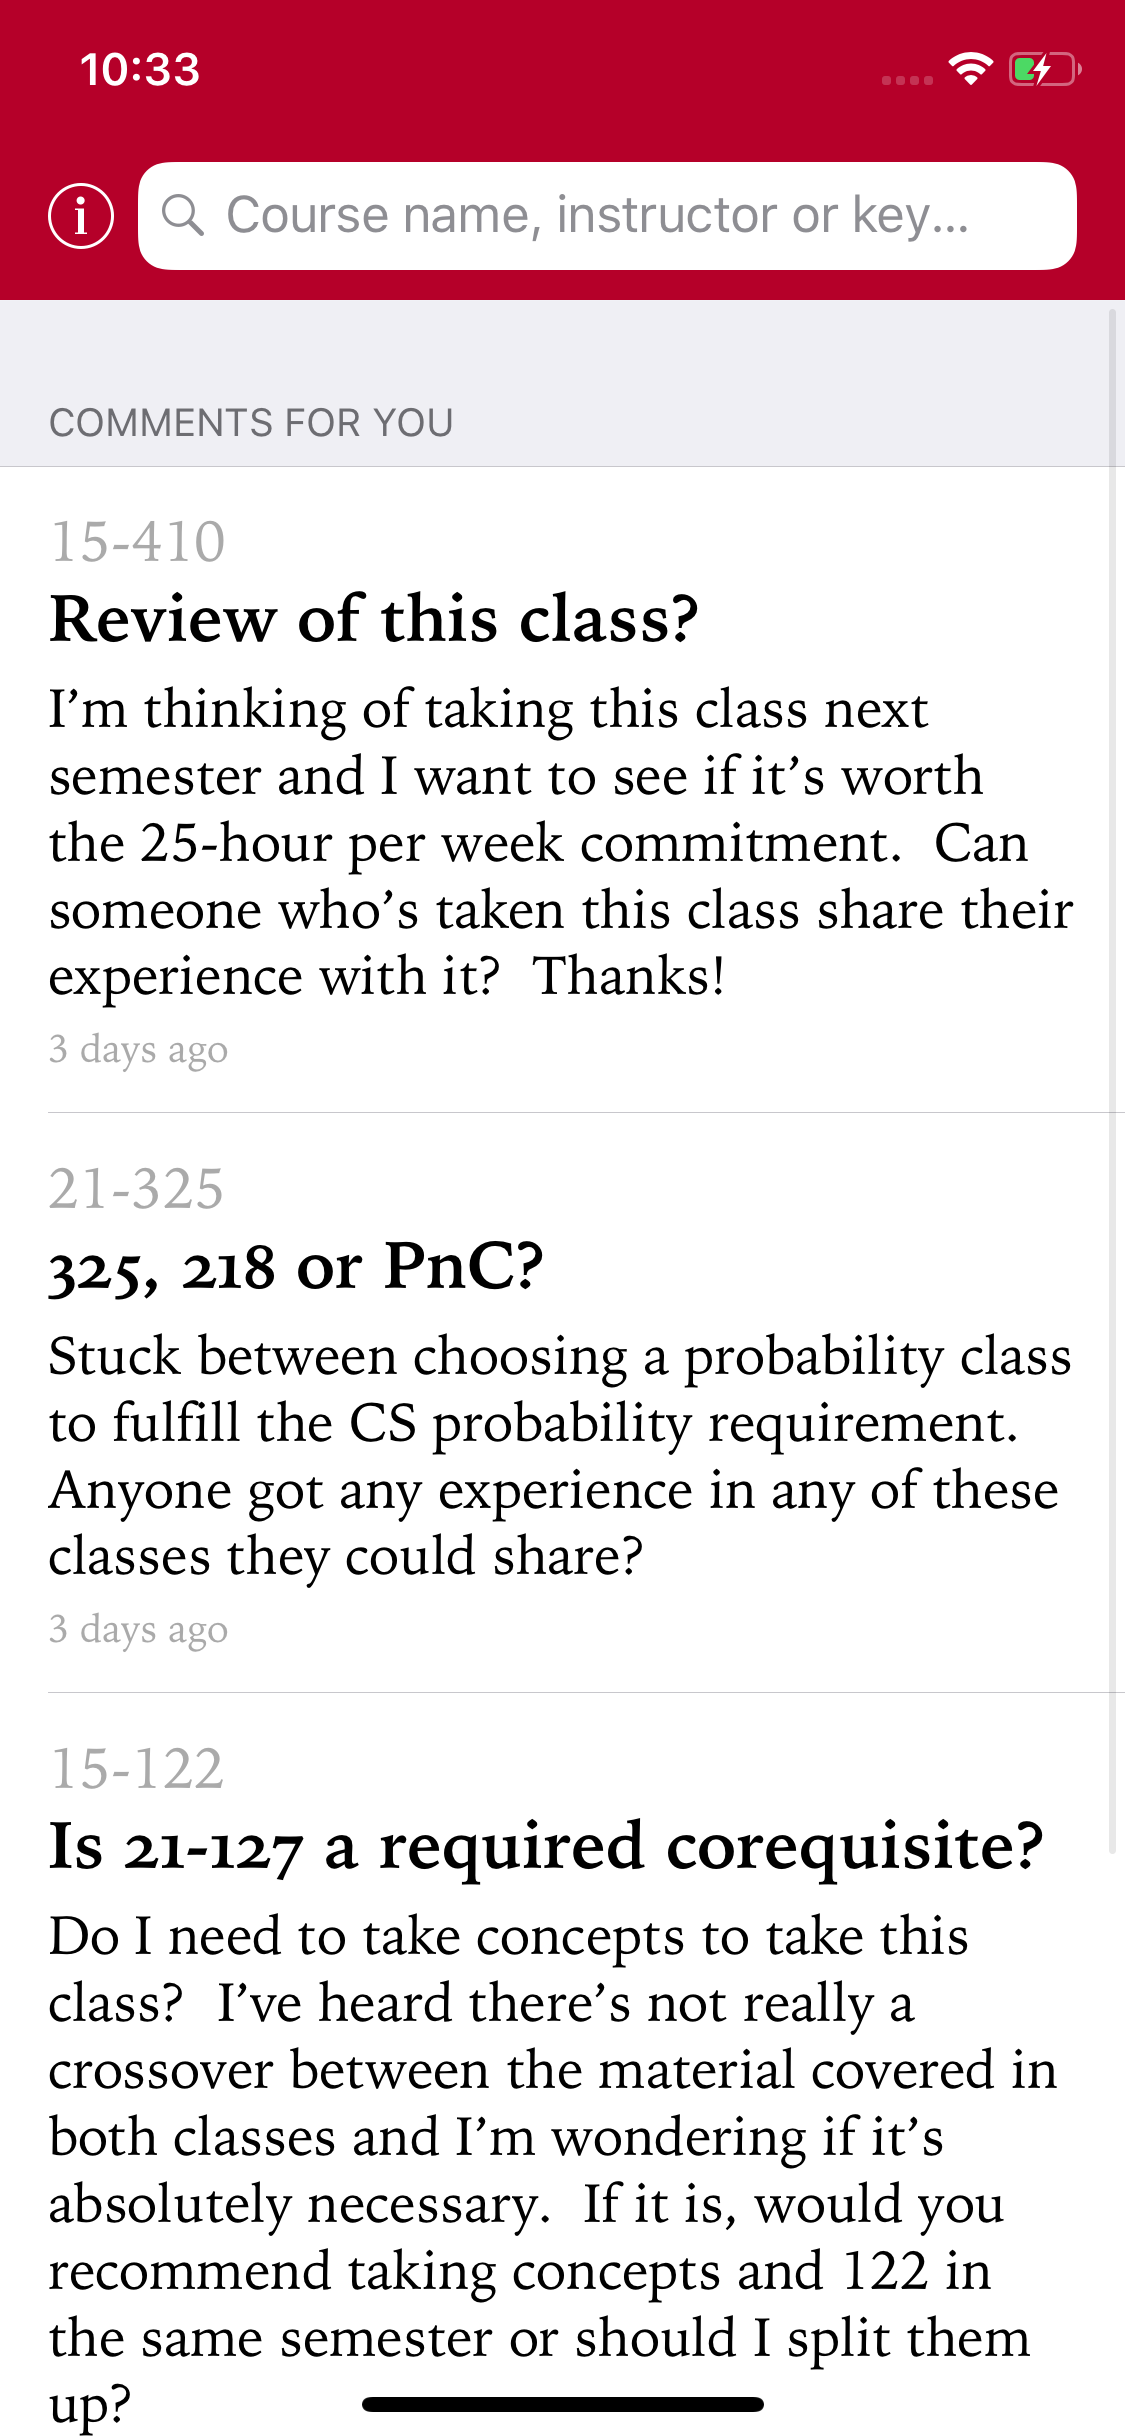 10:33
Course name, instructor or key...
COMMENTS FOR YOU
15-410
Review of this class?
I’m thinking of taking this class next
semester and I want to see if it’s worth
the 25-hour per week commitment.  Can
someone who’s taken this class share their
experience with it?  Thanks!
3 days ago
21-325
325, 218 or PnC?
Stuck between choosing a probability class
to fulfill the CS probability requirement.
Anyone got any experience in any of these
classes they could share?
3 days ago
15-122
Is 21-127 a required corequisite?
Do I need to take concepts to take this
class?  I’ve heard there’s not really a
crossover between the material covered in
both classes and I’m wondering if it’s
absolutely necessary.  If it is, would you
recommend taking concepts and 122 in
the same semester or should I split them
up?